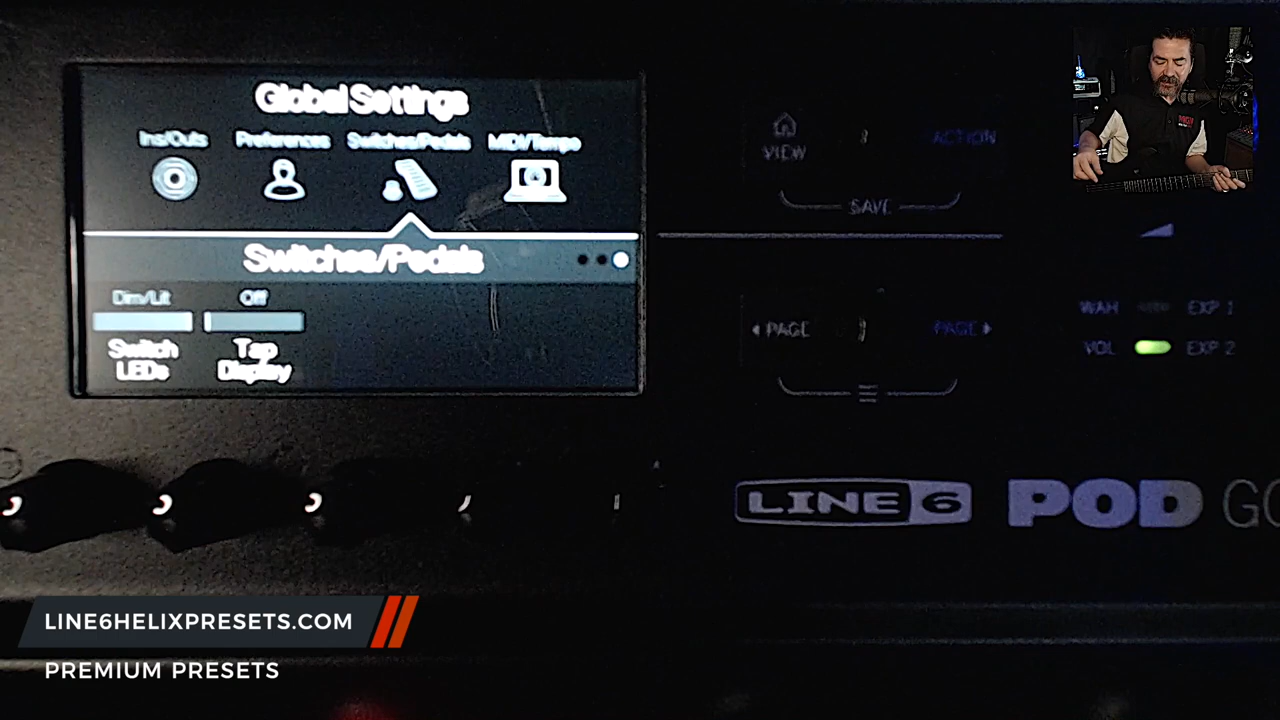 Global Settings
Ins/Outs
Preferences
Switches/Pedals
MIDI/Tempo
Switches/Pedals
Dim/Lit
Off
Switch
LEDs
Tap
Display
VIEW
ACTION
SAVE
PAGE
PAGE
WAH
EXP 1
VOL
EXP 2
LINE 6
POD GO
LINE6HELIXPRESETS.COM
PREMIUM PRESETS